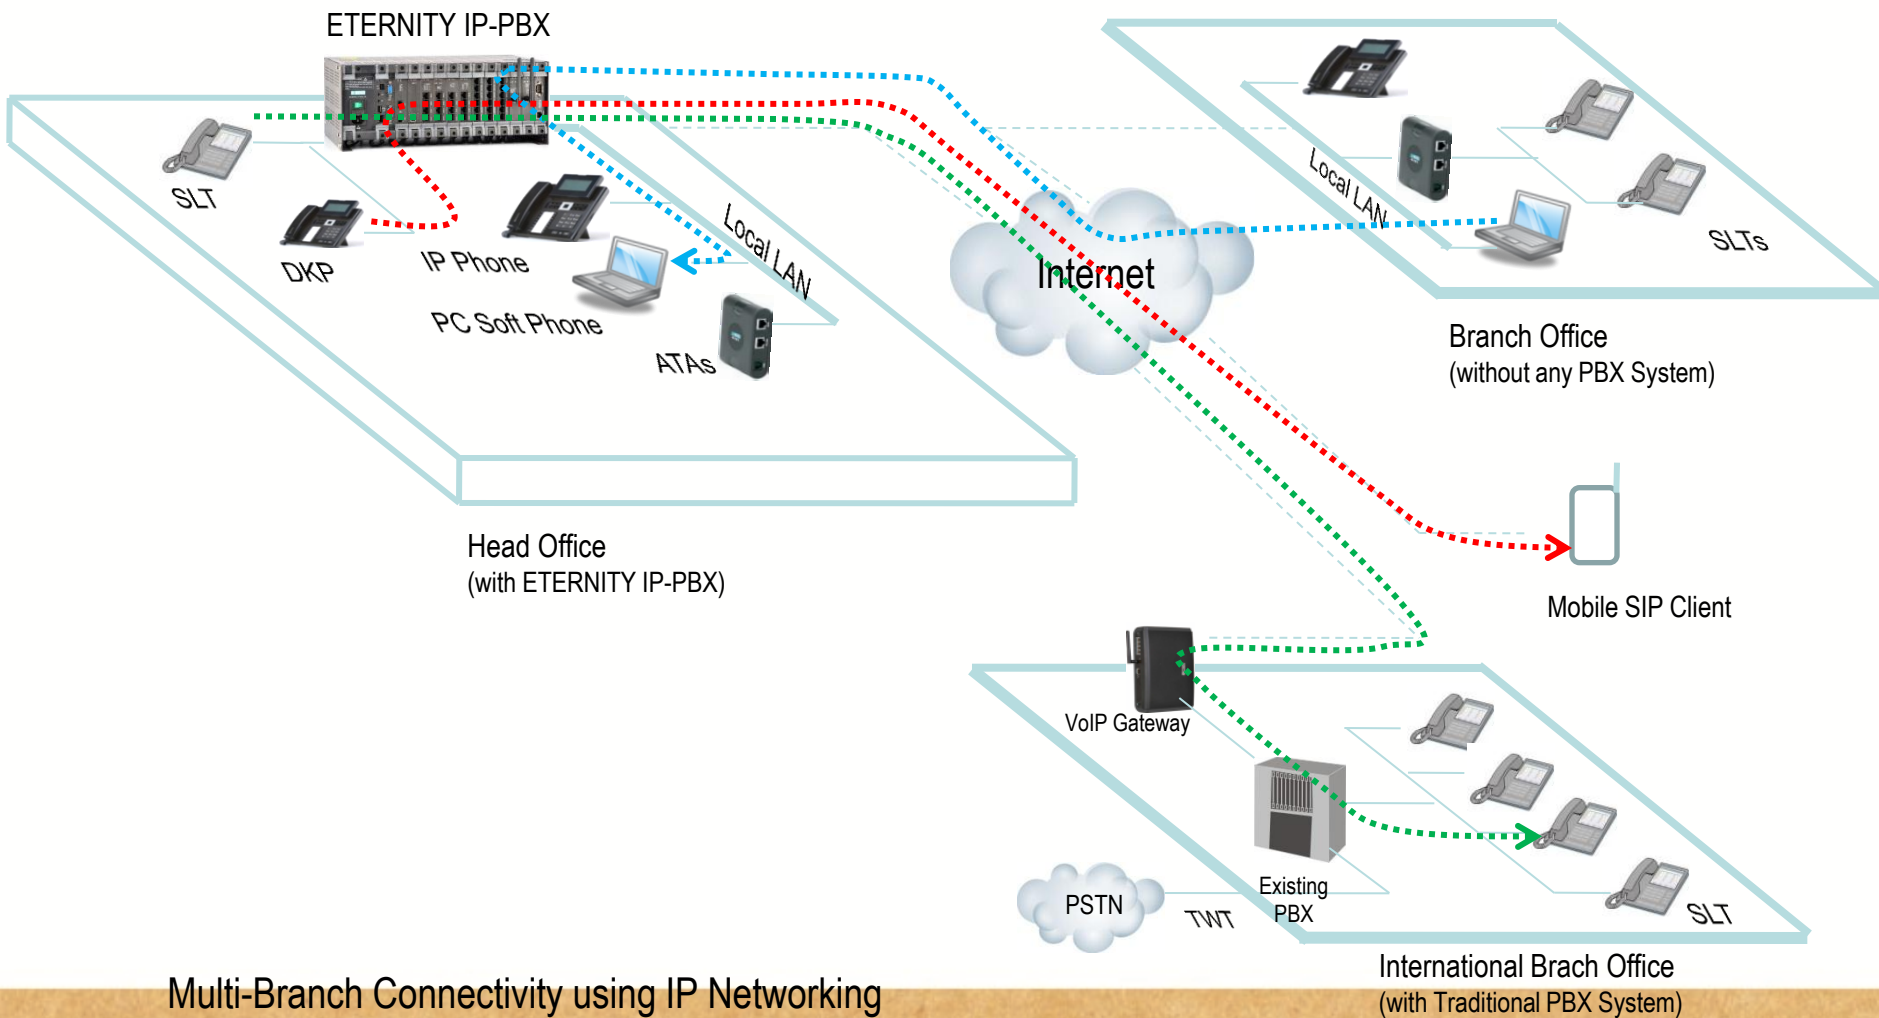 ETERNITY IP-PBX
SLT
DKP
IP Phone
PC Soft Phone
ATAs
Local LAN
Head Office
(with ETERNITY IP-PBX)
Internet
Local LAN
SLTs
Branch Office
(without any PBX System)
Mobile SIP Client
VoIP Gateway
Existing
PBX
PSTN
TWT
SLT
International Brach Office
(with Traditional PBX System)
Multi-Branch Connectivity using IP Networking